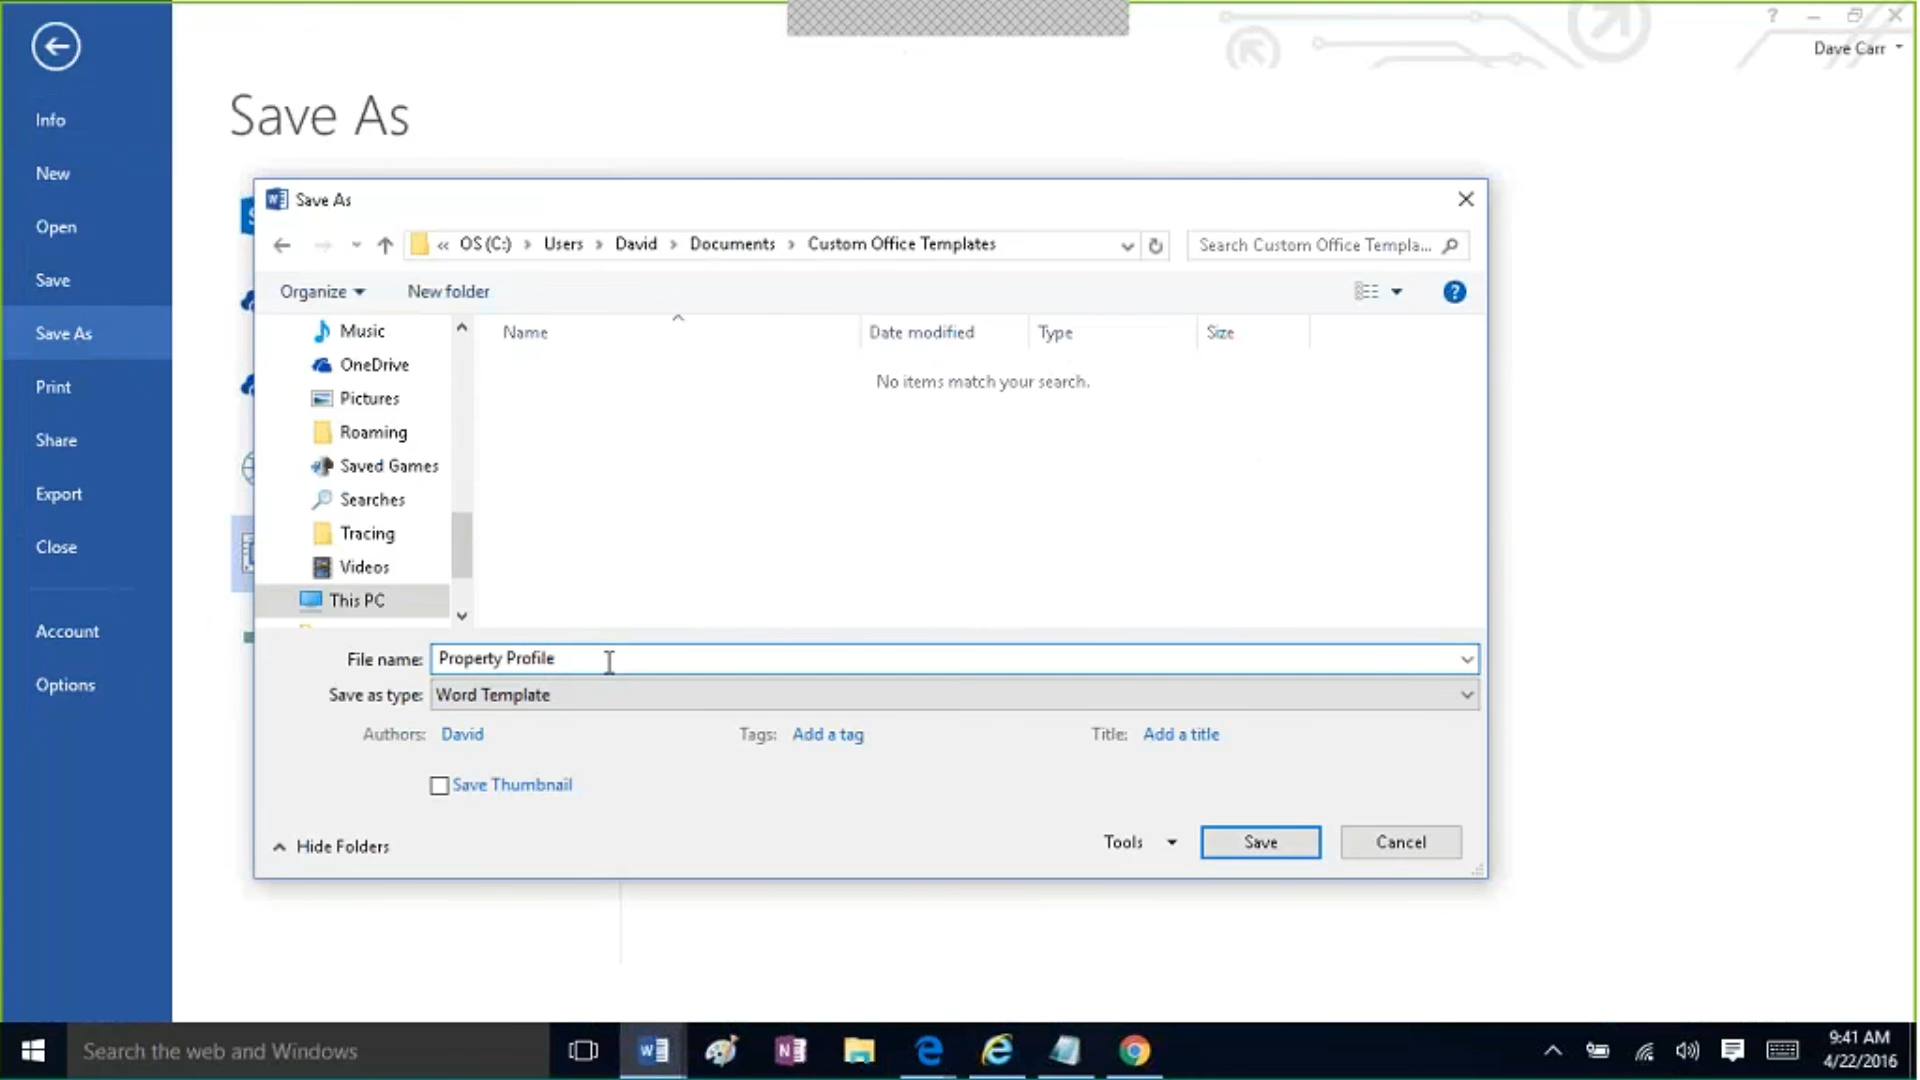 ?
Dave Carr
Info
New
Open
Save
Save As
Print
Share
Export
Close
Account
Options
Save As
Save As
« OS (C:) › Users › David › Documents › Custom Office Templates
Search Custom Office Templa...
Organize
New folder
?
Music
OneDrive
Pictures
Roaming
Saved Games
Searches
Tracing
Videos
This PC
Name Date modified Type Size
No items match your search.
File name: Property Profile
Save as type: Word Template
Authors: David Tags: Add a tag Title: Add a title
Save Thumbnail
Hide Folders
Tools Save Cancel
Search the web and Windows
9:41 AM
4/22/2016